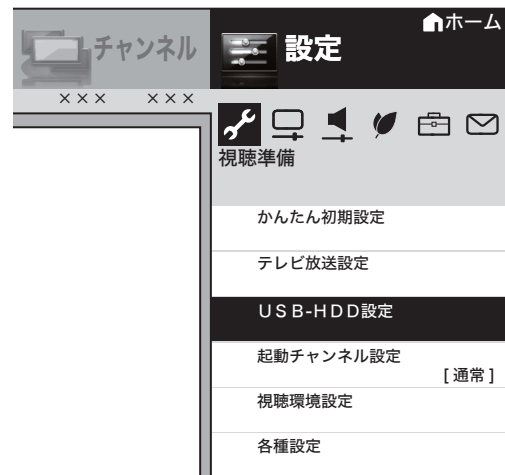 ホーム
チャンネル
設定
××× ×××
視聴準備
かんたん初期設定
テレビ放送設定
ＵＳＢ-ＨＤＤ設定
起動チャンネル設定
[ 通常 ]
視聴環境設定
各種設定